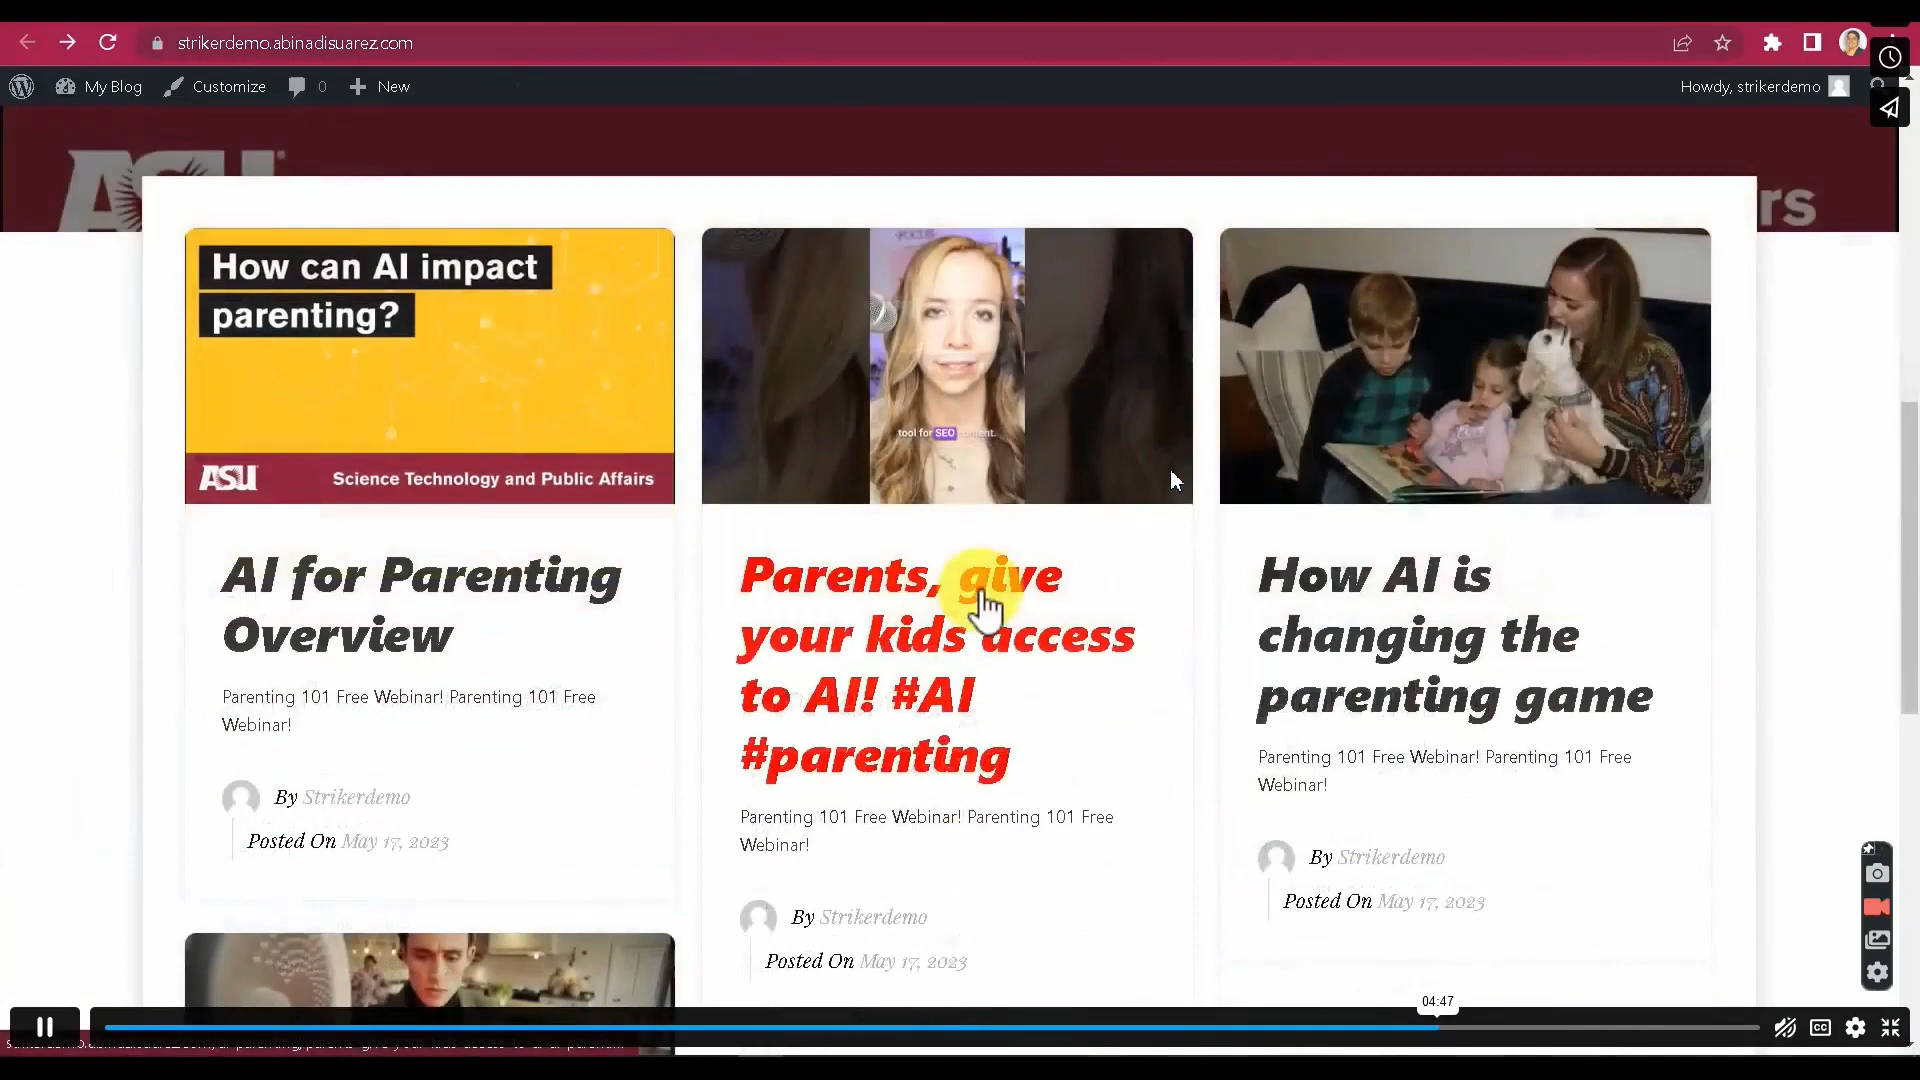 strikerdemo.abinadisuarez.com
My Blog
Customize
0
New
Howdy, strikerdemo
ASU
rs
How can AI impact
parenting?
ASU
Science Technology and Public Affairs
tool for SEO content.
AI for Parenting
Overview
Parenting 101 Free Webinar! Parenting 101 Free
Webinar!
By Strikerdemo
Posted On May 17, 2023
Parents, give
your kids access
to AI! #AI
#parenting
Parenting 101 Free Webinar! Parenting 101 Free
Webinar!
By Strikerdemo
Posted On May 17, 2023
How AI is
changing the
parenting game
Parenting 101 Free Webinar! Parenting 101 Free
Webinar!
By Strikerdemo
Posted On May 17, 2023
04:47
CC